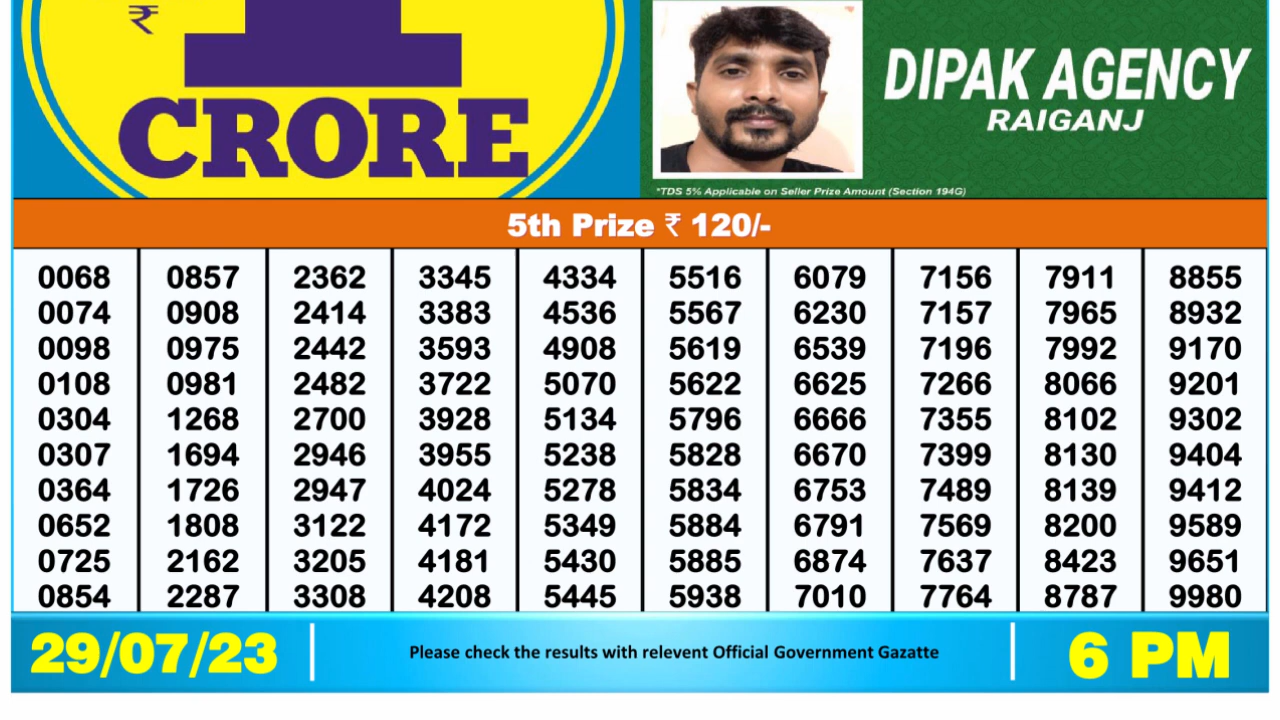 ₹
1
CRORE
DIPAK AGENCY
RAIGANJ
*TDS 5% Applicable on Seller Prize Amount (Section 194G)
5th Prize ₹ 120/-
0068 0857 2362 3345 4334 5516 6079 7156 7911 8855
0074 0908 2414 3383 4536 5567 6230 7157 7965 8932
0098 0975 2442 3593 4908 5619 6539 7196 7992 9170
0108 0981 2482 3722 5070 5622 6625 7266 8066 9201
0304 1268 2700 3928 5134 5796 6666 7355 8102 9302
0307 1694 2946 3955 5238 5828 6670 7399 8130 9404
0364 1726 2947 4024 5278 5834 6753 7489 8139 9412
0652 1808 3122 4172 5349 5884 6791 7569 8200 9589
0725 2162 3205 4181 5430 5885 6874 7637 8423 9651
0854 2287 3308 4208 5445 5938 7010 7764 8787 9980
29/07/23 Please check the results with relevent Official Government Gazatte 6 PM